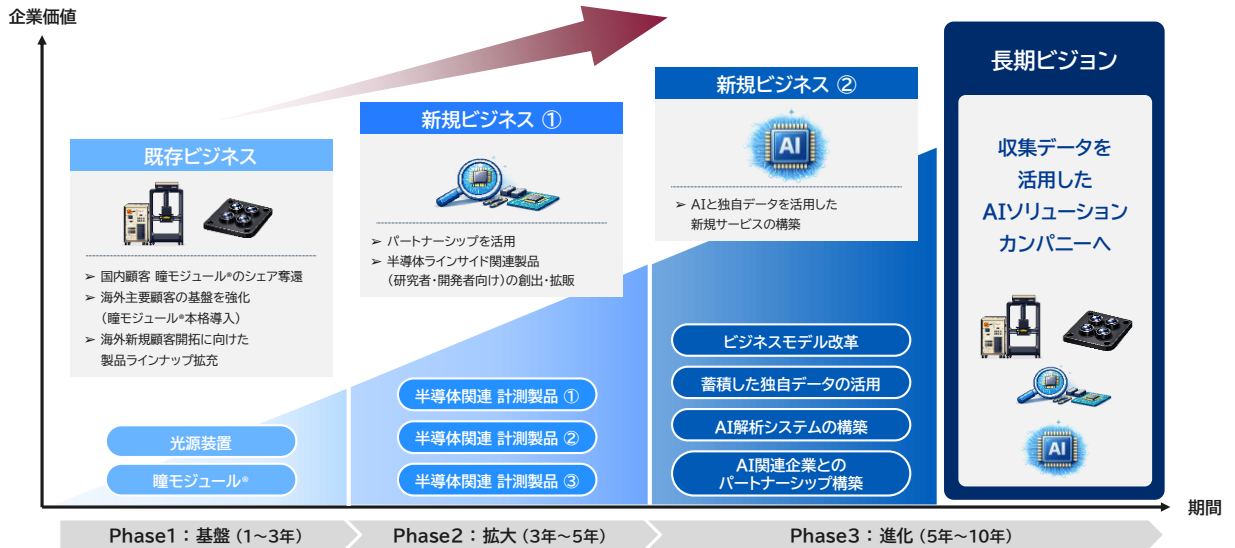 企業価値
既存ビジネス
➢ 国内顧客 瞳モジュール®のシェア奪還
➢ 海外主要顧客の基盤を強化
（瞳モジュール®本格導入）
➢ 海外新規顧客開拓に向けた
製品ラインナップ拡充
光源装置
瞳モジュール®
新規ビジネス ①
➢ パートナーシップを活用
➢ 半導体ラインサイド関連製品
（研究者・開発者向け）の創出・拡販
半導体関連 計測製品 ①
半導体関連 計測製品 ②
半導体関連 計測製品 ③
新規ビジネス ②
AI
➢ AIと独自データを活用した
新規サービスの構築
ビジネスモデル改革
蓄積した独自データの活用
AI解析システムの構築
AI関連企業との
パートナーシップ構築
長期ビジョン
収集データを
活用した
AIソリューション
カンパニーへ
AI
期間
Phase1：基盤（1～3年）
Phase2：拡大（3年～5年）
Phase3：進化（5年～10年）